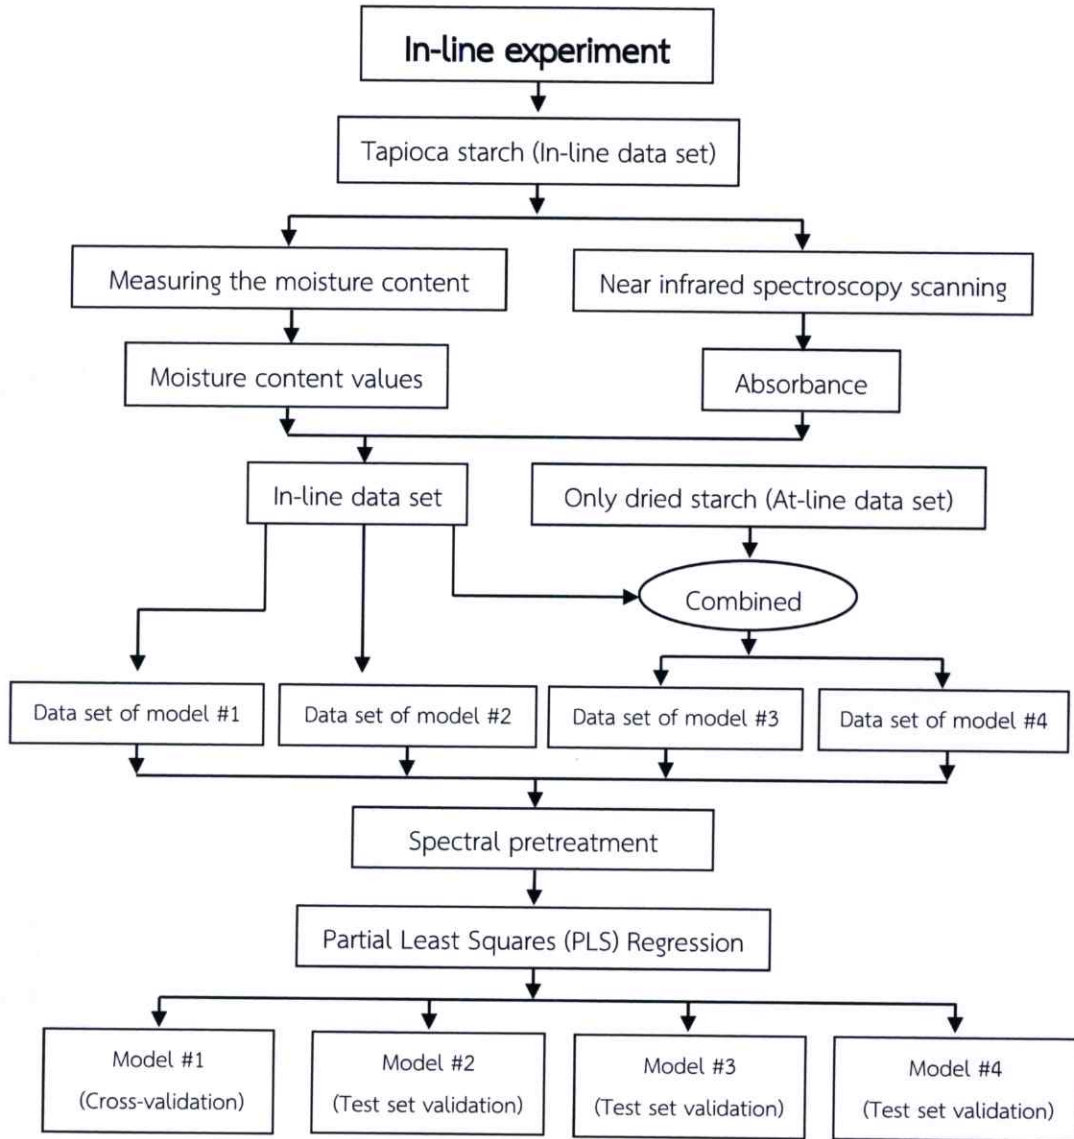 In-line experiment
Tapioca starch (In-line data set)
Measuring the moisture content
Near infrared spectroscopy scanning
Moisture content values
Absorbance
In-line data set
Only dried starch (At-line data set)
Combined
Data set of model #1
Data set of model #2
Data set of model #3
Data set of model #4
Spectral pretreatment
Partial Least Squares (PLS) Regression
Model #1
(Cross-validation)
Model #2
(Test set validation)
Model #3
(Test set validation)
Model #4
(Test set validation)